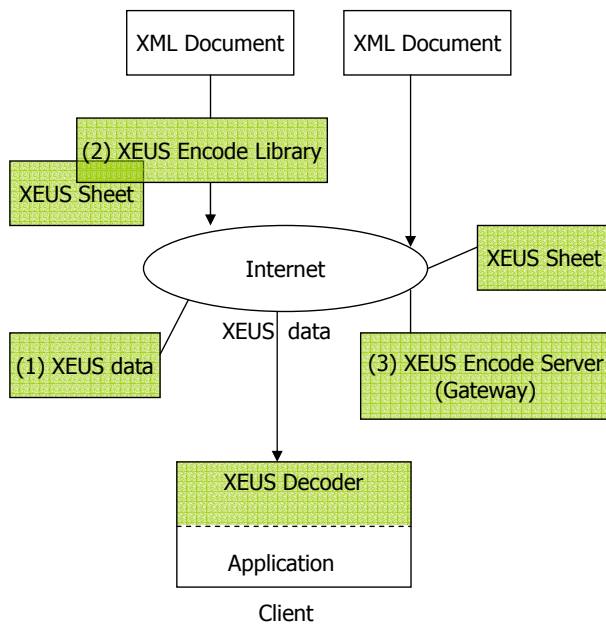 XML Document
XML Document
(2) XEUS Encode Library
XEUS Sheet
Internet
XEUS Sheet
XEUS data
(1) XEUS data
(3) XEUS Encode Server
(Gateway)
XEUS Decoder
Application
Client